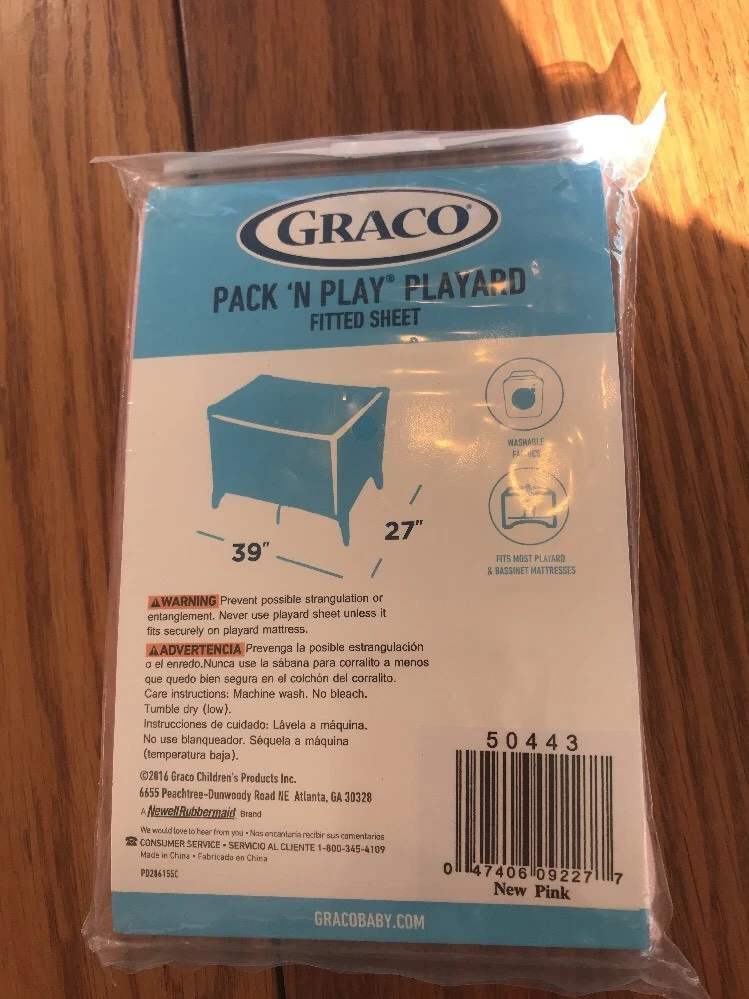 GRACO®
PACK 'N PLAY® PLAYARD
FITTED SHEET
WASHABLE
39"
27"
FITS MOST PLAYARD
& BASSINET MATTRESSES
⚠WARNING Prevent possible strangulation or
entanglement. Never use playard sheet unless it
fits securely on playard mattress.
⚠ADVERTENCIA Prevenga la posible estrangulación
o el enredo.Nunca use la sábana para corralito a menos
que quedo bien segura en el colchón del corralito.
Care instructions: Machine wash. No bleach.
Tumble dry (low).
Instrucciones de cuidado: Lávela a máquina.
No use blanqueador. Séquela a máquina
(temperatura baja).
©2016 Graco Children's Products Inc.
6655 Peachtree-Dunwoody Road NE Atlanta, GA 30328
A NewellRubbermaid Brand
We would love to hear from you • Nos encantaría recibir sus comentarios
☎ CONSUMER SERVICE • SERVICIO AL CLIENTE 1-800-345-4109
Made in China • Fabricado en China
PD286155C
50443
0 47406 09227 7
New Pink
GRACOBABY.COM